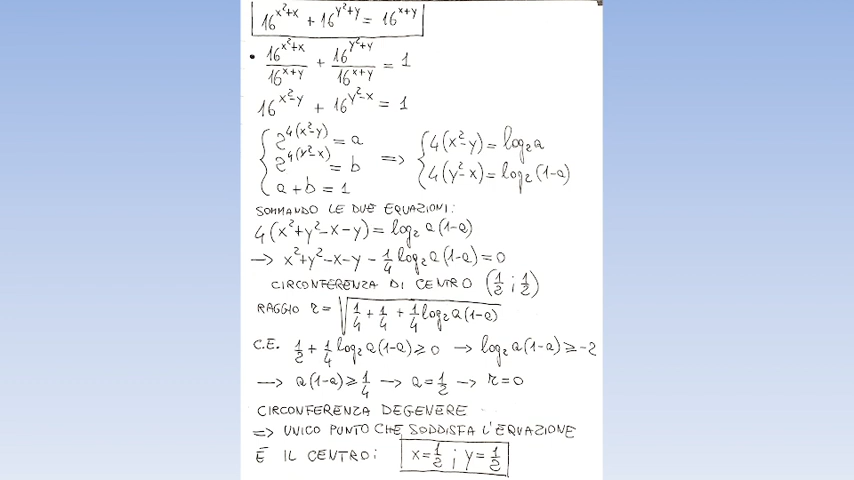 16^(x²+x) + 16^(y²+y) = 16^(x+y)
• 16^(x²+x) / 16^(x+y) + 16^(y²+y) / 16^(x+y) = 1
16^(x²-y) + 16^(y²-x) = 1
{ 2^(4(x²-y)) = a
2^(4(y²-x)) = b
a + b = 1 => { 4(x²-y) = log₂a
4(y²-x) = log₂(1-a)
SOMMANDO LE DUE EQUAZIONI:
4(x²+y²-x-y) = log₂ a(1-a)
→ x²+y²-x-y - 1/4 log₂ a(1-a) = 0
CIRCONFERENZA DI CENTRO (1/2 ; 1/2)
RAGGIO r = √(1/4 + 1/4 + 1/4 log₂ a(1-a))
C.E. 1/2 + 1/4 log₂ a(1-a) ≥ 0 → log₂ a(1-a) ≥ -2
→ a(1-a) ≥ 1/4 → a = 1/2 → r = 0
CIRCONFERENZA DEGENERE
=> UNICO PUNTO CHE SODDISFA L'EQUAZIONE
È IL CENTRO: x = 1/2 ; y = 1/2